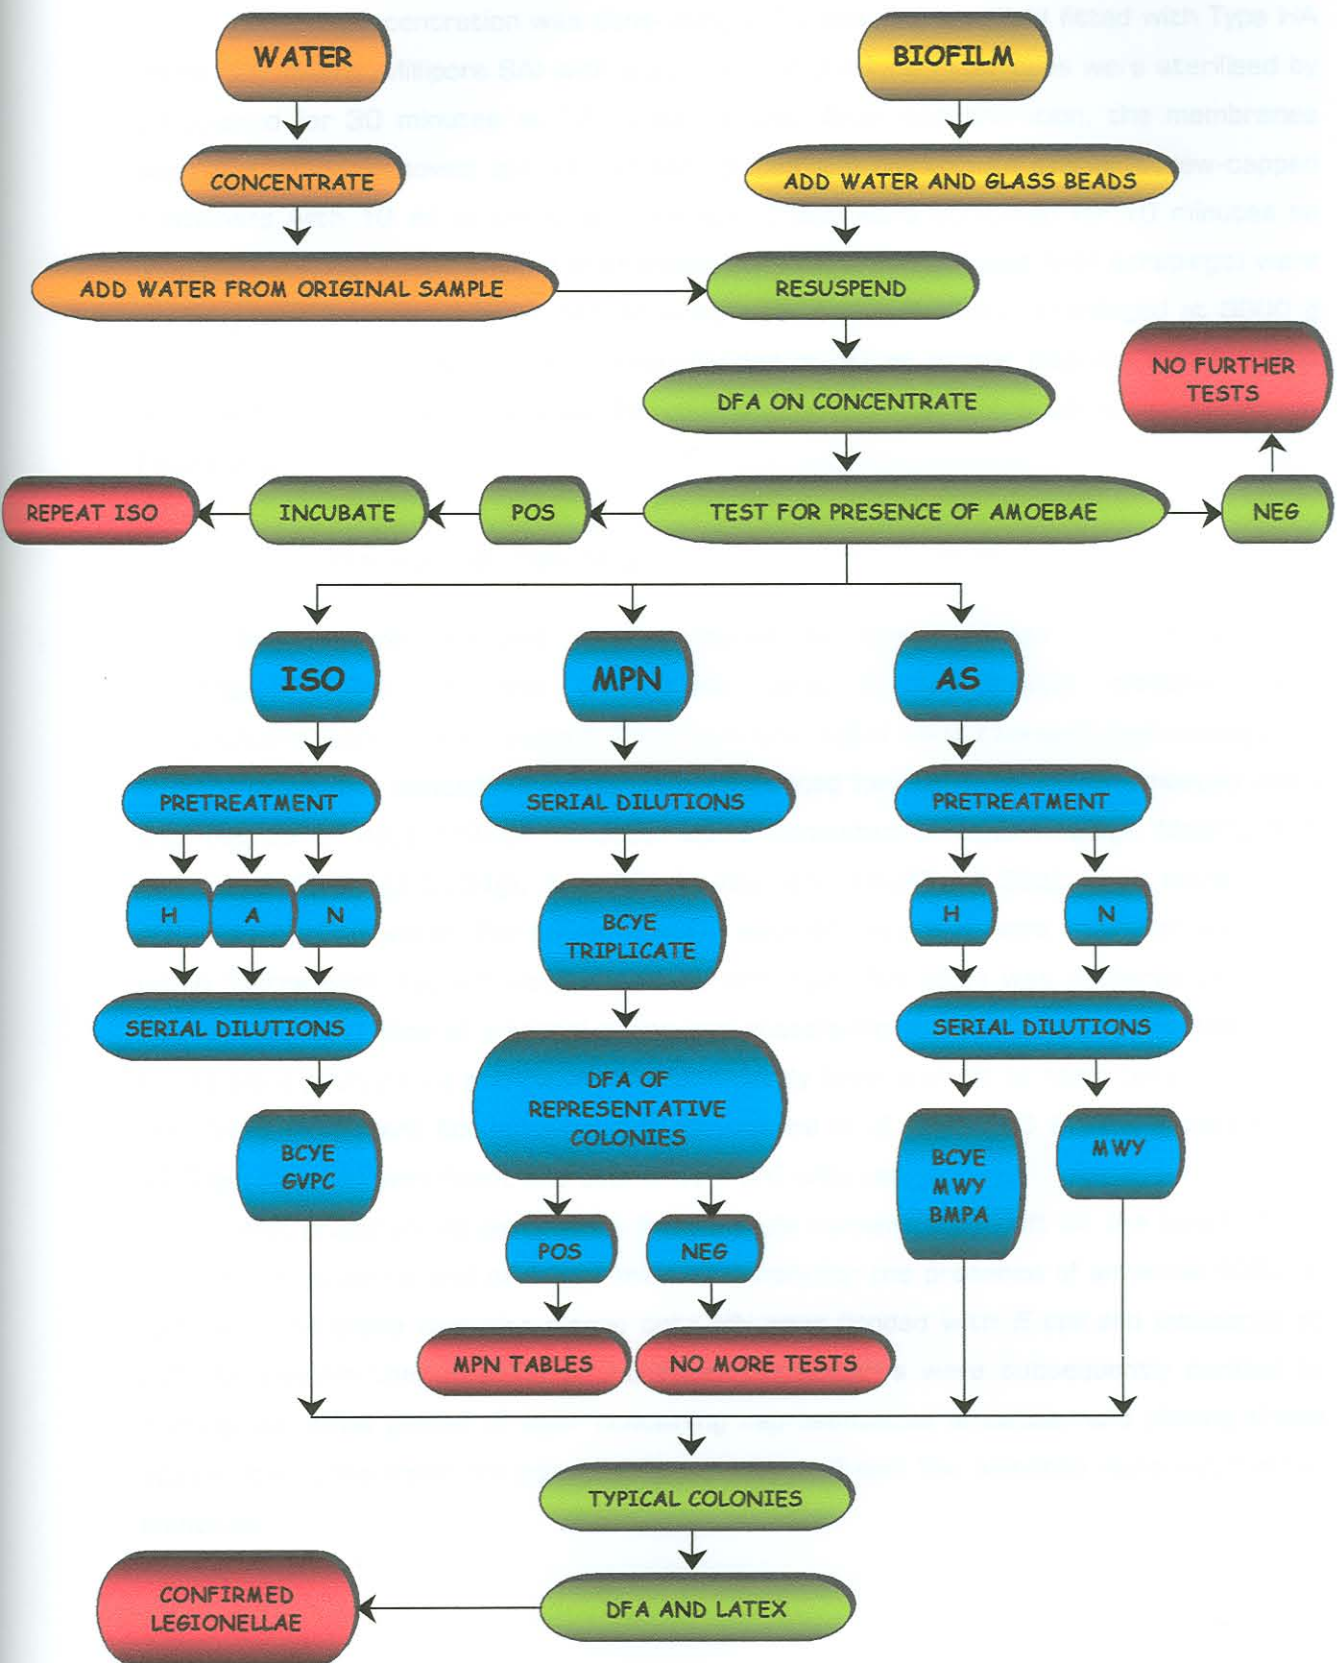 WATER
BIOFILM
CONCENTRATE
ADD WATER AND GLASS BEADS
ADD WATER FROM ORIGINAL SAMPLE
RESUSPEND
DFA ON CONCENTRATE
NO FURTHER
TESTS
REPEAT ISO
INCUBATE
POS
TEST FOR PRESENCE OF AMOEBAE
NEG
ISO
MPN
AS
PRETREATMENT
SERIAL DILUTIONS
PRETREATMENT
H
A
N
BCYE
TRIPLICATE
H
N
SERIAL DILUTIONS
DFA OF
REPRESENTATIVE
COLONIES
SERIAL DILUTIONS
BCYE
GVPC
BCYE
MWY
BMPA
MWY
POS
NEG
MPN TABLES
NO MORE TESTS
TYPICAL COLONIES
DFA AND LATEX
CONFIRMED
LEGIONELLAE